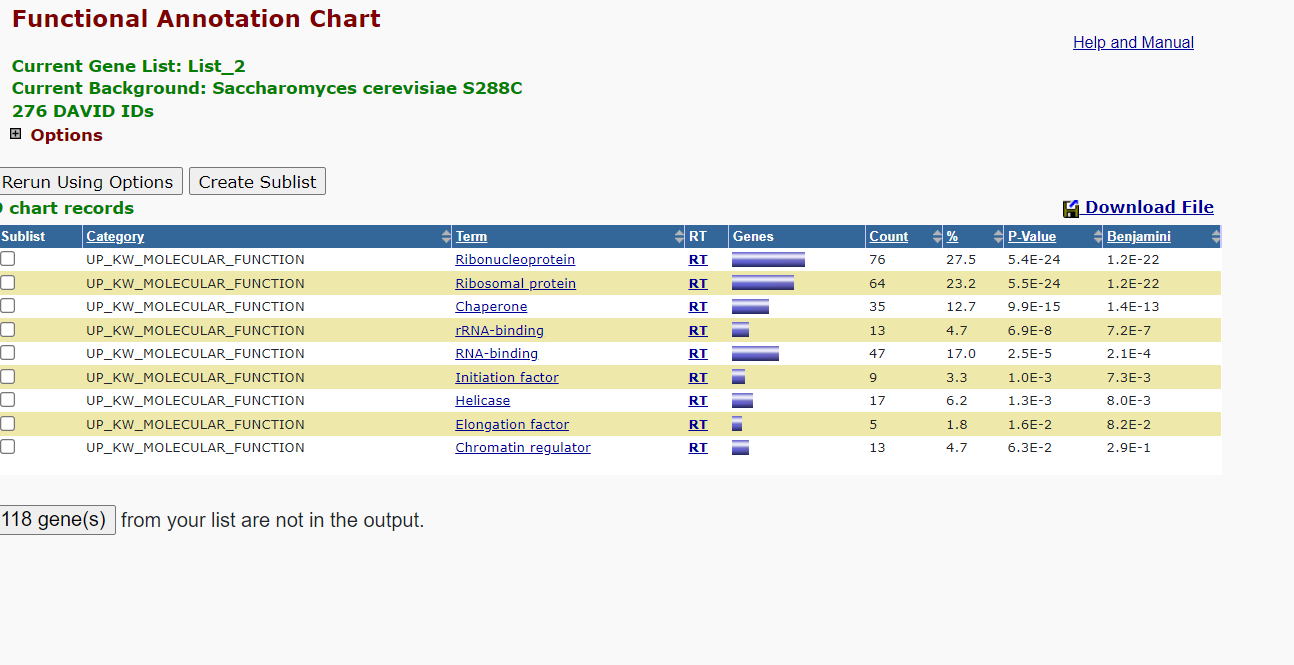 Functional Annotation Chart
Help and Manual
Current Gene List: List_2
Current Background: Saccharomyces cerevisiae S288C
276 DAVID IDs
Options
Rerun Using Options Create Sublist
chart records Download File
Sublist Category Term RT Genes Count % P-Value Benjamini
UP_KW_MOLECULAR_FUNCTION Ribonucleoprotein RT 76 27.5 5.4E-24 1.2E-22
UP_KW_MOLECULAR_FUNCTION Ribosomal protein RT 64 23.2 5.5E-24 1.2E-22
UP_KW_MOLECULAR_FUNCTION Chaperone RT 35 12.7 9.9E-15 1.4E-13
UP_KW_MOLECULAR_FUNCTION rRNA-binding RT 13 4.7 6.9E-8 7.2E-7
UP_KW_MOLECULAR_FUNCTION RNA-binding RT 47 17.0 2.5E-5 2.1E-4
UP_KW_MOLECULAR_FUNCTION Initiation factor RT 9 3.3 1.0E-3 7.3E-3
UP_KW_MOLECULAR_FUNCTION Helicase RT 17 6.2 1.3E-3 8.0E-3
UP_KW_MOLECULAR_FUNCTION Elongation factor RT 5 1.8 1.6E-2 8.2E-2
UP_KW_MOLECULAR_FUNCTION Chromatin regulator RT 13 4.7 6.3E-2 2.9E-1
118 gene(s) from your list are not in the output.